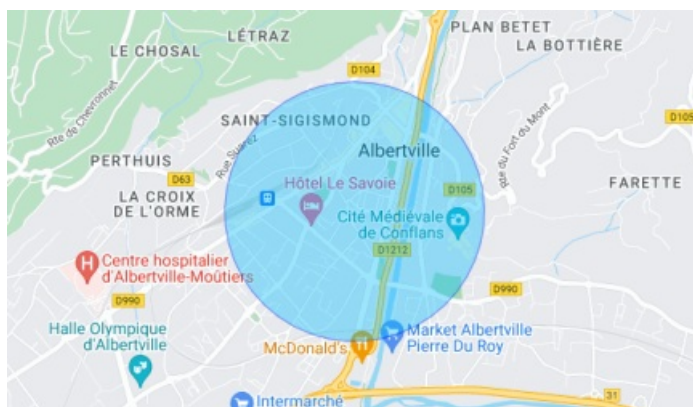 PLAN BETET
LÉTRAZ
LA BOTTIÈRE
LE CHOSAL
D104
Rte de Chevronnet
D105
Rte du Fort du Mont
SAINT-SIGISMOND
Rue Suarez
Albertville
PERTHUIS
D63
Hôtel Le Savoie
D105
FARETTE
LA CROIX
DE L'ORME
Cité Médiévale
de Conflans
D1212
Centre hospitalier
d'Albertville-Moûtiers
D990
D990
Halle Olympique
d'Albertville
McDonald's
Market Albertville
Pierre Du Roy
Intermarché
31